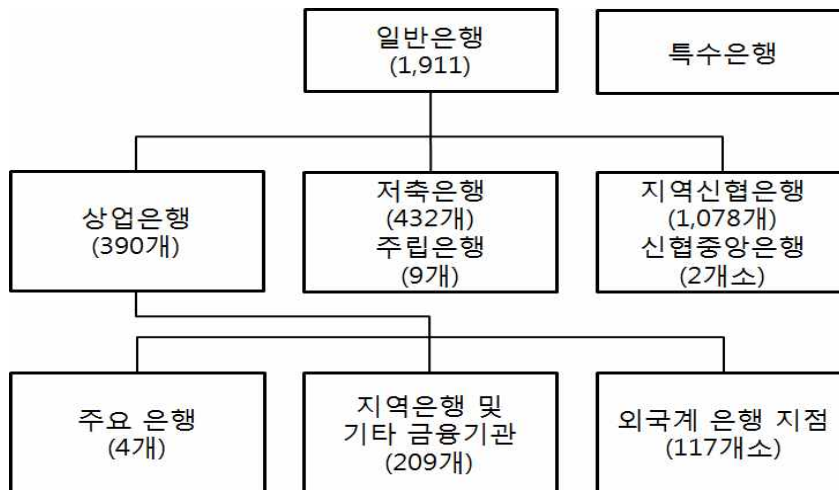 일반은행
(1,911)
특수은행
상업은행
(390개)
저축은행
(432개)
주립은행
(9개)
지역신협은행
(1,078개)
신협중앙은행
(2개소)
주요 은행
(4개)
지역은행 및
기타 금융기관
(209개)
외국계 은행 지점
(117개소)